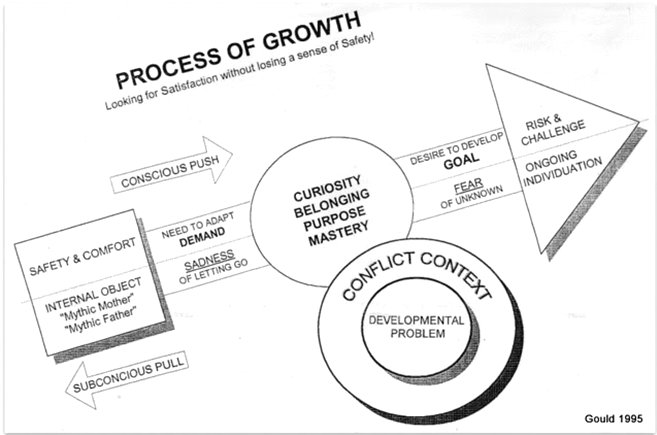 PROCESS OF GROWTH
Looking for Satisfaction without losing a sense of Safety!
CONSCIOUS PUSH
SAFETY & COMFORT
INTERNAL OBJECT
"Mythic Mother"
"Mythic Father"
SUBCONCIOUS PULL
NEED TO ADAPT
DEMAND
SADNESS
OF LETTING GO
CURIOSITY
BELONGING
PURPOSE
MASTERY
CONFLICT CONTEXT
DEVELOPMENTAL
PROBLEM
DESIRE TO DEVELOP
GOAL
FEAR
OF UNKNOWN
RISK &
CHALLENGE
ONGOING
INDIVIDUATION
Gould 1995